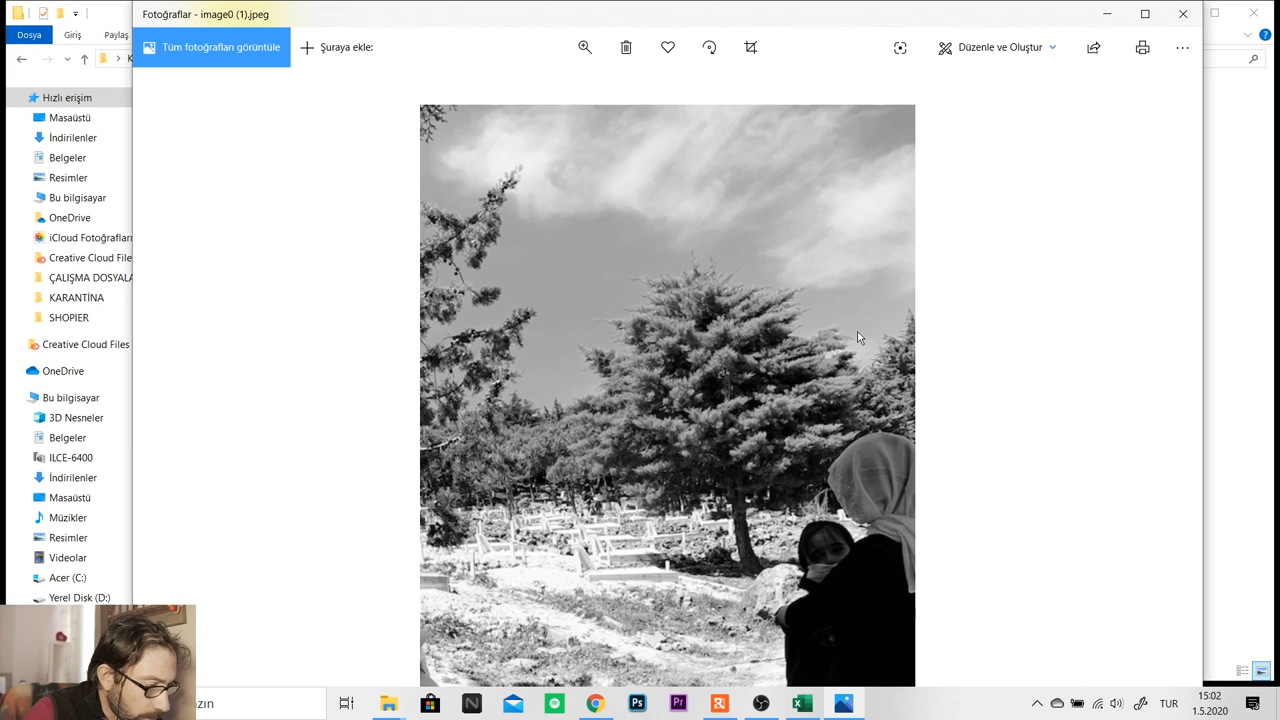 Fotoğraflar - image0 (1).jpeg
Dosya
Giriş
Paylaş
Tüm fotoğrafları görüntüle
Şuraya ekle:
Düzenle ve Oluştur
K
Hızlı erişim
Masaüstü
İndirilenler
Belgeler
Resimler
Bu bilgisayar
OneDrive
iCloud Fotoğrafları
Creative Cloud File
ÇALIŞMA DOSYALA
KARANTİNA
SHOPIER
Creative Cloud Files
OneDrive
Bu bilgisayar
3D Nesneler
Belgeler
ILCE-6400
İndirilenler
Masaüstü
Müzikler
Resimler
Videolar
Acer (C:)
Yerel Disk (D:)
azın
N
Ps
Pr
TUR
15:02
1.5.2020